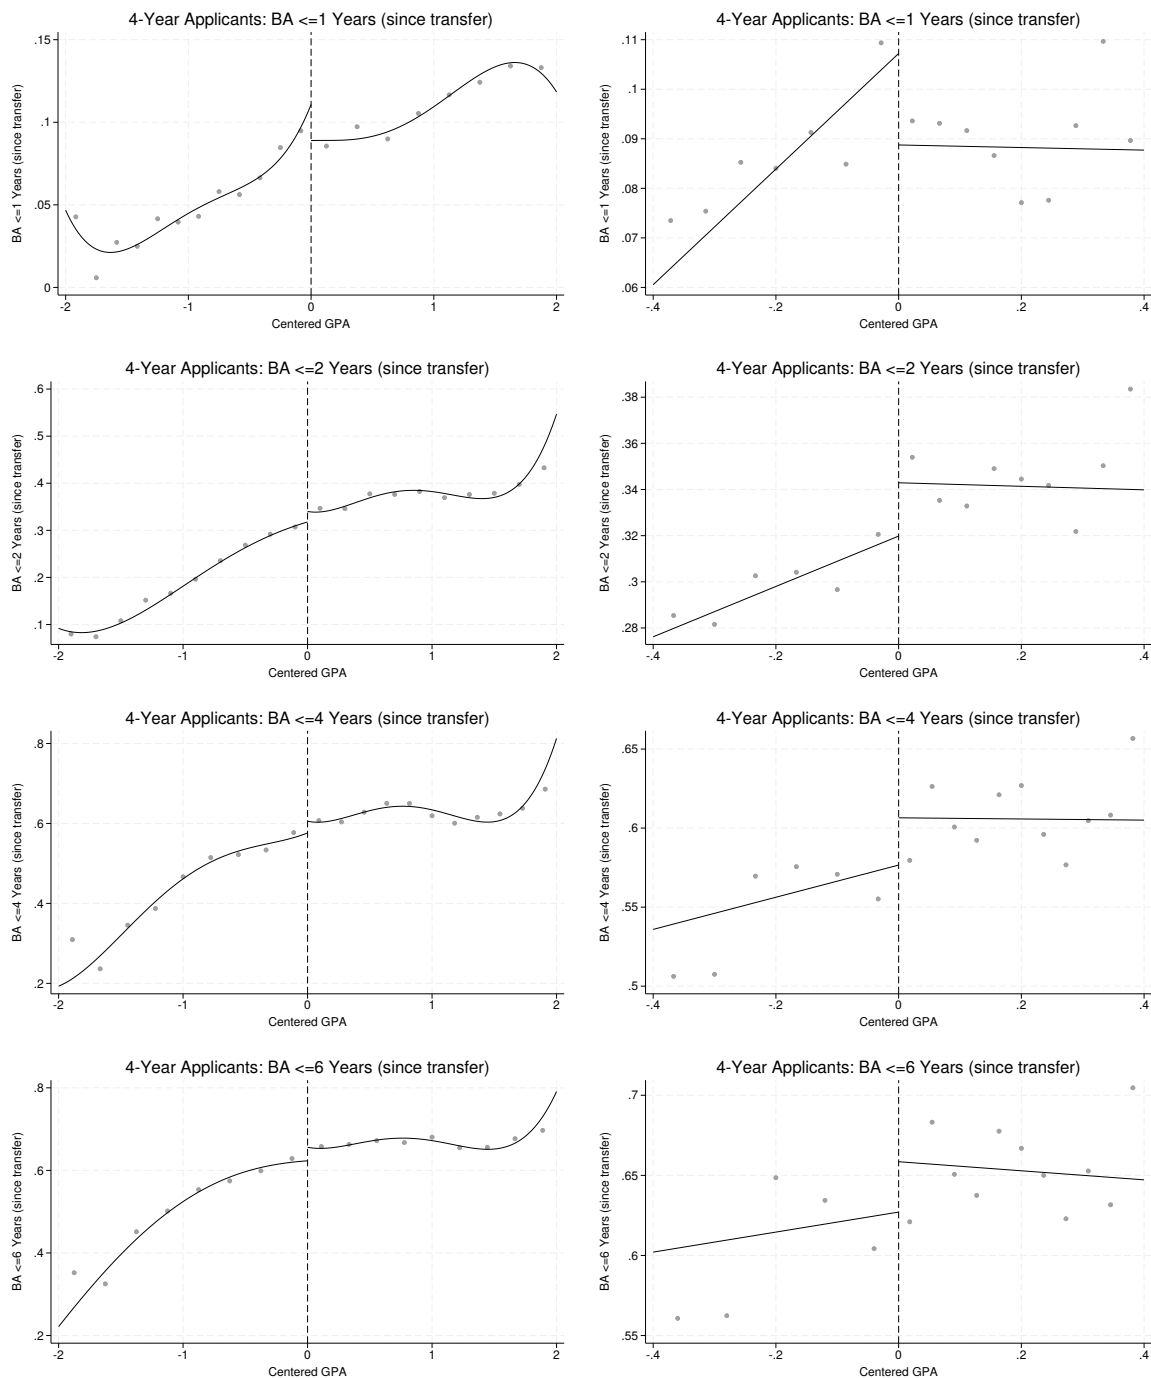 4-Year Applicants: BA <=1 Years (since transfer)
BA <=1 Years (since transfer)
.15
.1
.05
0
-2 -1 0 1 2
Centered GPA
4-Year Applicants: BA <=1 Years (since transfer)
BA <=1 Years (since transfer)
.11
.1
.09
.08
.07
.06
-.4 -.2 0 .2 .4
Centered GPA
4-Year Applicants: BA <=2 Years (since transfer)
BA <=2 Years (since transfer)
.6
.5
.4
.3
.2
.1
-2 -1 0 1 2
Centered GPA
4-Year Applicants: BA <=2 Years (since transfer)
BA <=2 Years (since transfer)
.38
.36
.34
.32
.3
.28
-.4 -.2 0 .2 .4
Centered GPA
4-Year Applicants: BA <=4 Years (since transfer)
BA <=4 Years (since transfer)
.8
.6
.4
.2
-2 -1 0 1 2
Centered GPA
4-Year Applicants: BA <=4 Years (since transfer)
BA <=4 Years (since transfer)
.65
.6
.55
.5
-.4 -.2 0 .2 .4
Centered GPA
4-Year Applicants: BA <=6 Years (since transfer)
BA <=6 Years (since transfer)
.8
.6
.4
.2
-2 -1 0 1 2
Centered GPA
4-Year Applicants: BA <=6 Years (since transfer)
BA <=6 Years (since transfer)
.7
.65
.6
.55
-.4 -.2 0 .2 .4
Centered GPA